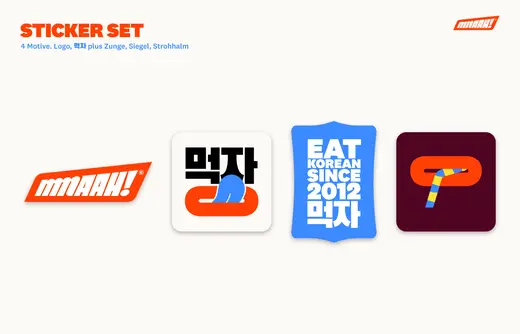 STICKER SET
4 Motive. Logo, 먹자 plus Zunge, Siegel, Strohhalm
MMAAH!
MMAAH!
먹자
EAT
KOREAN
SINCE
2012
먹자